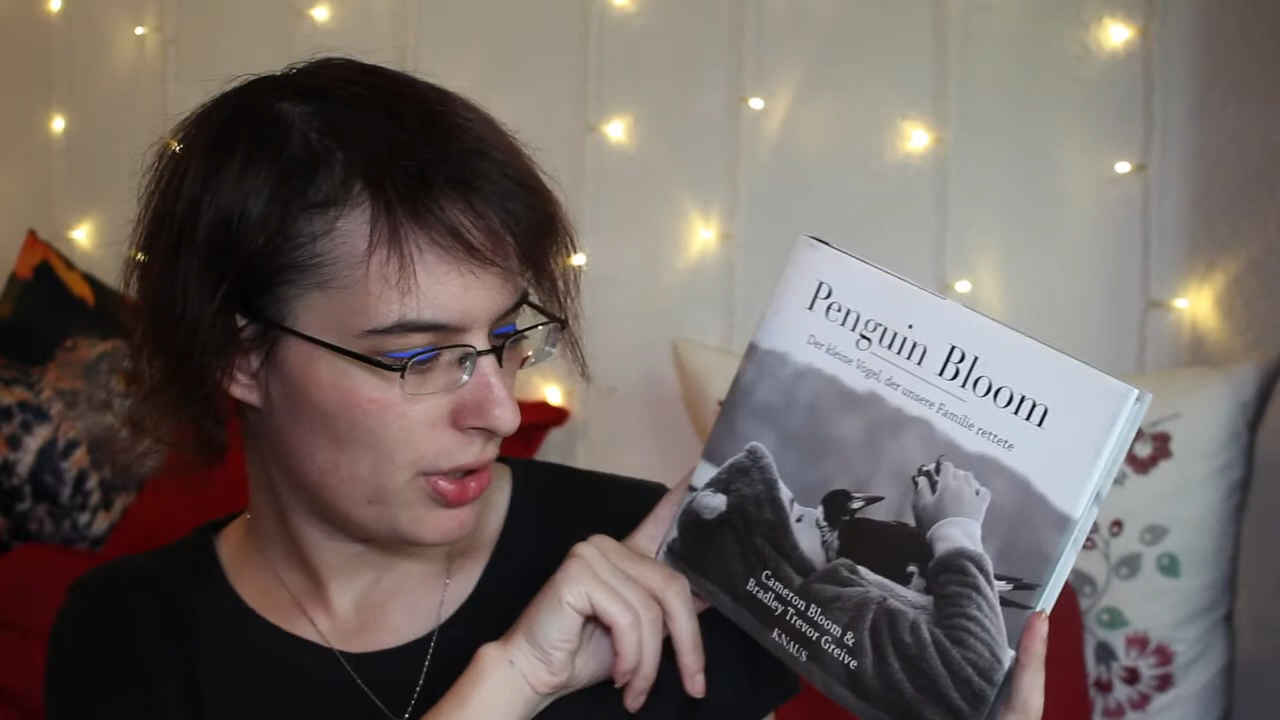 Penguin Bloom
Der kleine Vogel, der unsere Familie rettete
Cameron Bloom &
Bradley Trevor Greive
KNAUS